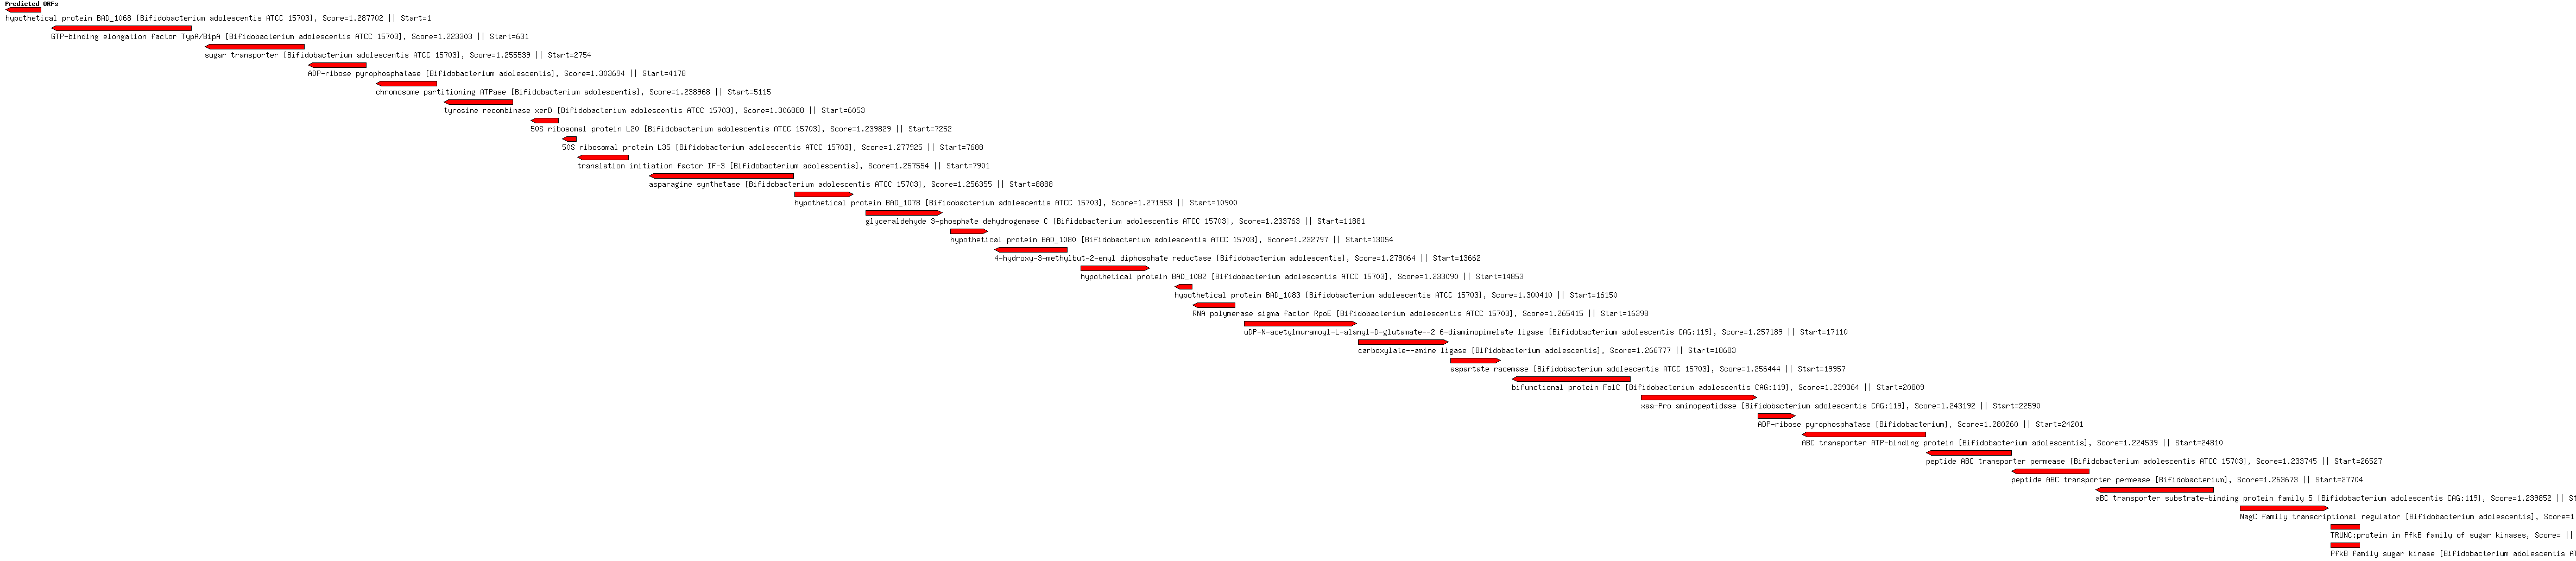 Predicted ORFs
hypothetical protein BAD_1068 [Bifidobacterium adolescentis ATCC 15703], Score=1.287702 || Start=1
GTP-binding elongation factor TypA/BipA [Bifidobacterium adolescentis ATCC 15703], Score=1.223303 || Start=631
sugar transporter [Bifidobacterium adolescentis ATCC 15703], Score=1.255539 || Start=2754
ADP-ribose pyrophosphatase [Bifidobacterium adolescentis], Score=1.303694 || Start=4178
chromosome partitioning ATPase [Bifidobacterium adolescentis], Score=1.238968 || Start=5115
tyrosine recombinase xerD [Bifidobacterium adolescentis ATCC 15703], Score=1.306888 || Start=6053
50S ribosomal protein L20 [Bifidobacterium adolescentis ATCC 15703], Score=1.239829 || Start=7252
50S ribosomal protein L35 [Bifidobacterium adolescentis ATCC 15703], Score=1.277925 || Start=7688
translation initiation factor IF-3 [Bifidobacterium adolescentis], Score=1.257554 || Start=7901
asparagine synthetase [Bifidobacterium adolescentis ATCC 15703], Score=1.256355 || Start=8888
hypothetical protein BAD_1078 [Bifidobacterium adolescentis ATCC 15703], Score=1.271953 || Start=10900
glyceraldehyde 3-phosphate dehydrogenase C [Bifidobacterium adolescentis ATCC 15703], Score=1.233763 || Start=11881
hypothetical protein BAD_1080 [Bifidobacterium adolescentis ATCC 15703], Score=1.232797 || Start=13054
4-hydroxy-3-methylbut-2-enyl diphosphate reductase [Bifidobacterium adolescentis], Score=1.278064 || Start=13662
hypothetical protein BAD_1082 [Bifidobacterium adolescentis ATCC 15703], Score=1.233090 || Start=14853
hypothetical protein BAD_1083 [Bifidobacterium adolescentis ATCC 15703], Score=1.300410 || Start=16150
RNA polymerase sigma factor RpoE [Bifidobacterium adolescentis ATCC 15703], Score=1.265415 || Start=16398
uDP-N-acetylmuramoyl-L-alanyl-D-glutamate--2 6-diaminopimelate ligase [Bifidobacterium adolescentis CAG:119], Score=1.257189 || Start=17110
carboxylate--amine ligase [Bifidobacterium adolescentis], Score=1.266777 || Start=18683
aspartate racemase [Bifidobacterium adolescentis ATCC 15703], Score=1.256444 || Start=19957
bifunctional protein FolC [Bifidobacterium adolescentis CAG:119], Score=1.239364 || Start=20809
xaa-Pro aminopeptidase [Bifidobacterium adolescentis CAG:119], Score=1.243192 || Start=22590
ADP-ribose pyrophosphatase [Bifidobacterium], Score=1.280260 || Start=24201
ABC transporter ATP-binding protein [Bifidobacterium adolescentis], Score=1.224539 || Start=24810
peptide ABC transporter permease [Bifidobacterium adolescentis ATCC 15703], Score=1.233745 || Start=26527
peptide ABC transporter permease [Bifidobacterium], Score=1.263673 || Start=27704
aBC transporter substrate-binding protein family 5 [Bifidobacterium adolescentis CAG:119], Score=1.239852 || St
NagC family transcriptional regulator [Bifidobacterium adolescentis], Score=1
TRUNC:protein in PfkB family of sugar kinases, Score= ||
PfkB family sugar kinase [Bifidobacterium adolescentis AT